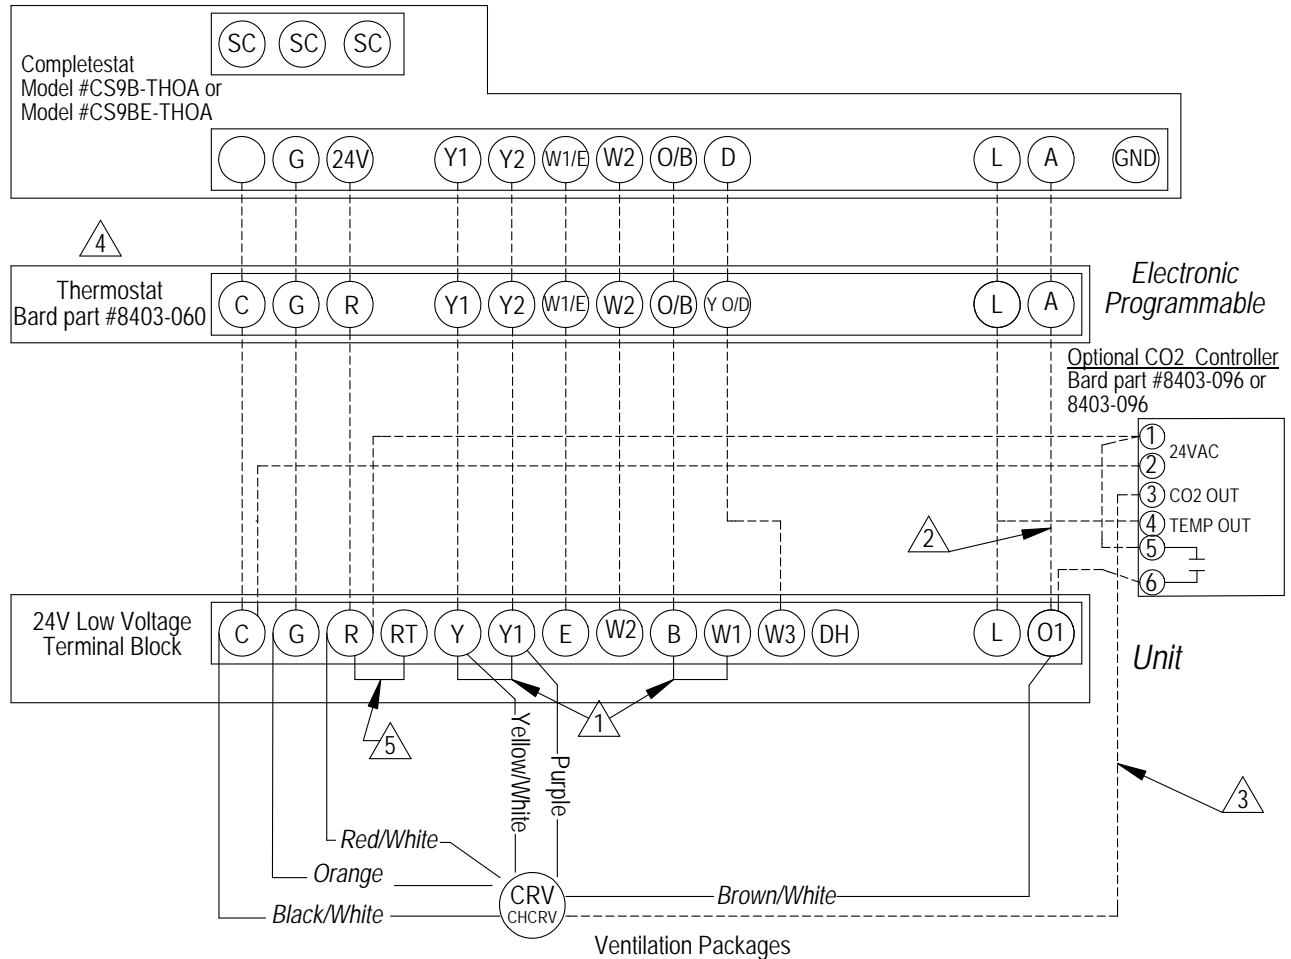 SC SC SC
Completestat
Model #CS9B-THOA or
Model #CS9BE-THOA
G 24V Y1 Y2 W1/E W2 O/B D L A GND
4
Thermostat
Bard part #8403-060
C G R Y1 Y2 W1/E W2 O/B Y O/D L A
Electronic
Programmable
Optional CO2 Controller
Bard part #8403-096 or
8403-096
1 24VAC
2
3 CO2 OUT
4 TEMP OUT
5
6
2
24V Low Voltage
Terminal Block
C G R RT Y Y1 E W2 B W1 W3 DH L O1
Unit
1
5
3
Yellow/White
Purple
Red/White
Orange
Black/White
Brown/White
CRV
CHCRV
Ventilation Packages